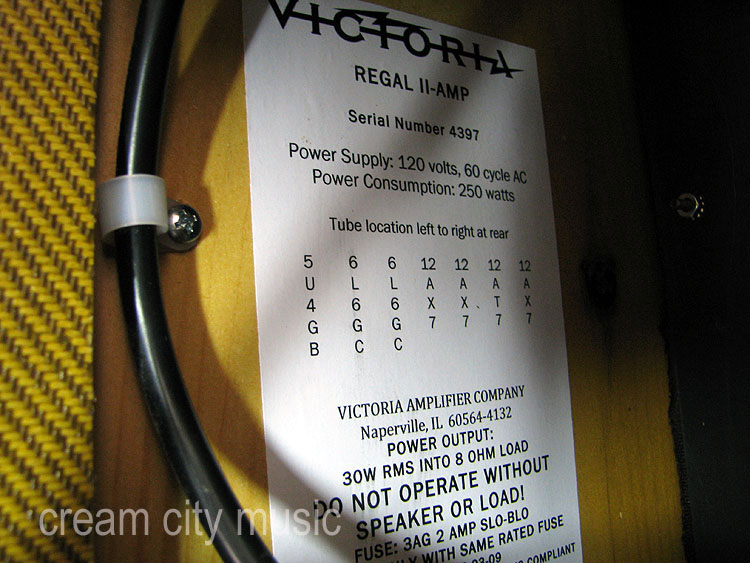 VICTORIA
REGAL II-AMP
Serial Number 4397
Power Supply: 120 volts, 60 cycle AC
Power Consumption: 250 watts
Tube location left to right at rear
5 6 6 12 12 12 12
U L L A A A A
4 6 6 X X T X
G G G 7 7 7 7
B C C
VICTORIA AMPLIFIER COMPANY
Naperville, IL 60564-4132
POWER OUTPUT:
30W RMS INTO 8 OHM LOAD
DO NOT OPERATE WITHOUT
SPEAKER OR LOAD!
FUSE: 3AG 2 AMP SLO-BLO
WITH SAME RATED FUSE
COMPLIANT
cream city music